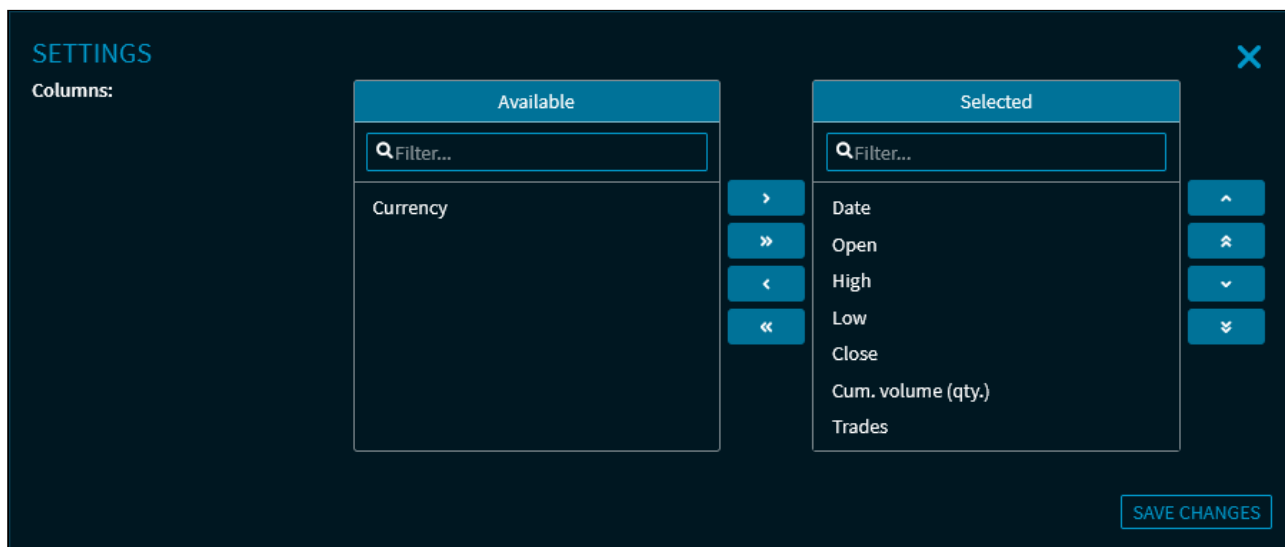 SETTINGS
Columns:
Available
Selected
Filter...
Filter...
Currency
Date
Open
High
Low
Close
Cum. volume (qty.)
Trades
SAVE CHANGES